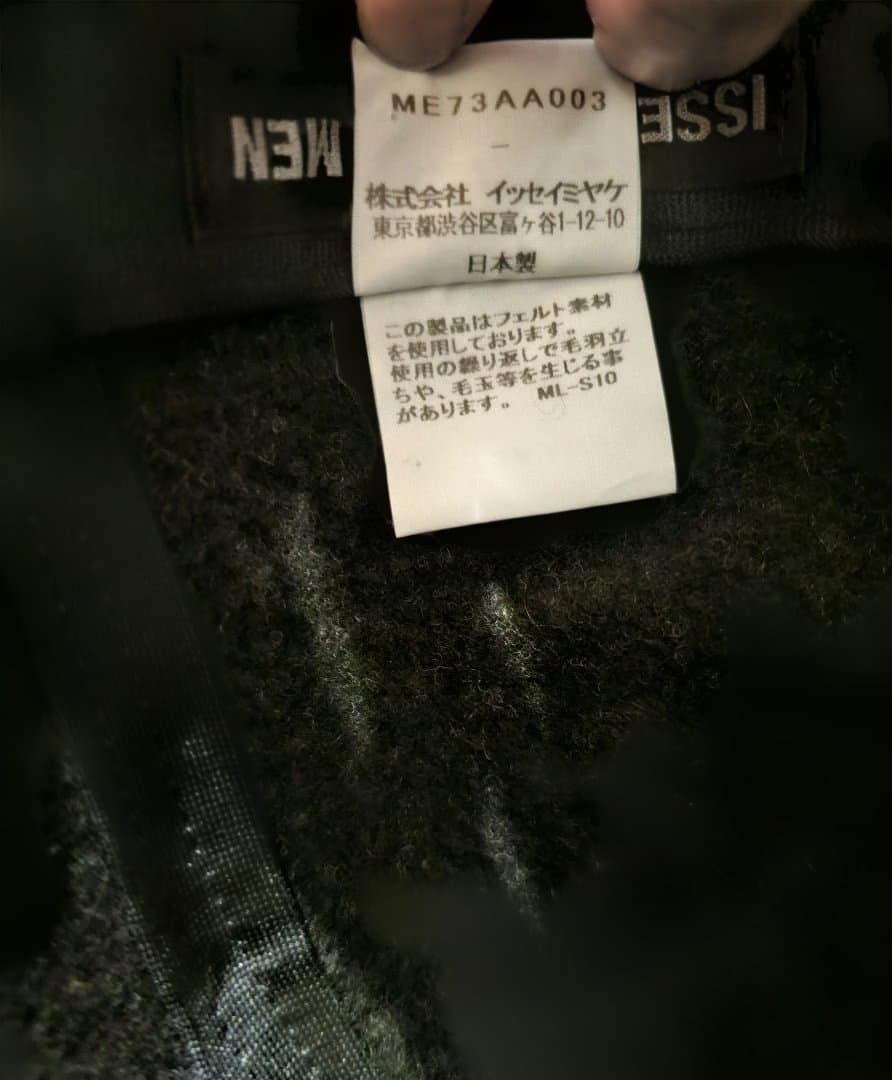 ME73AA003
—
株式会社 イッセイミヤケ
東京都渋谷区富ヶ谷1-12-10
日本製
この製品はフェルト素材
を使用しております。
使用の繰り返しで毛羽立
ちや、毛玉等を生じる事
があります。 ML-S10
ISSE
MEN